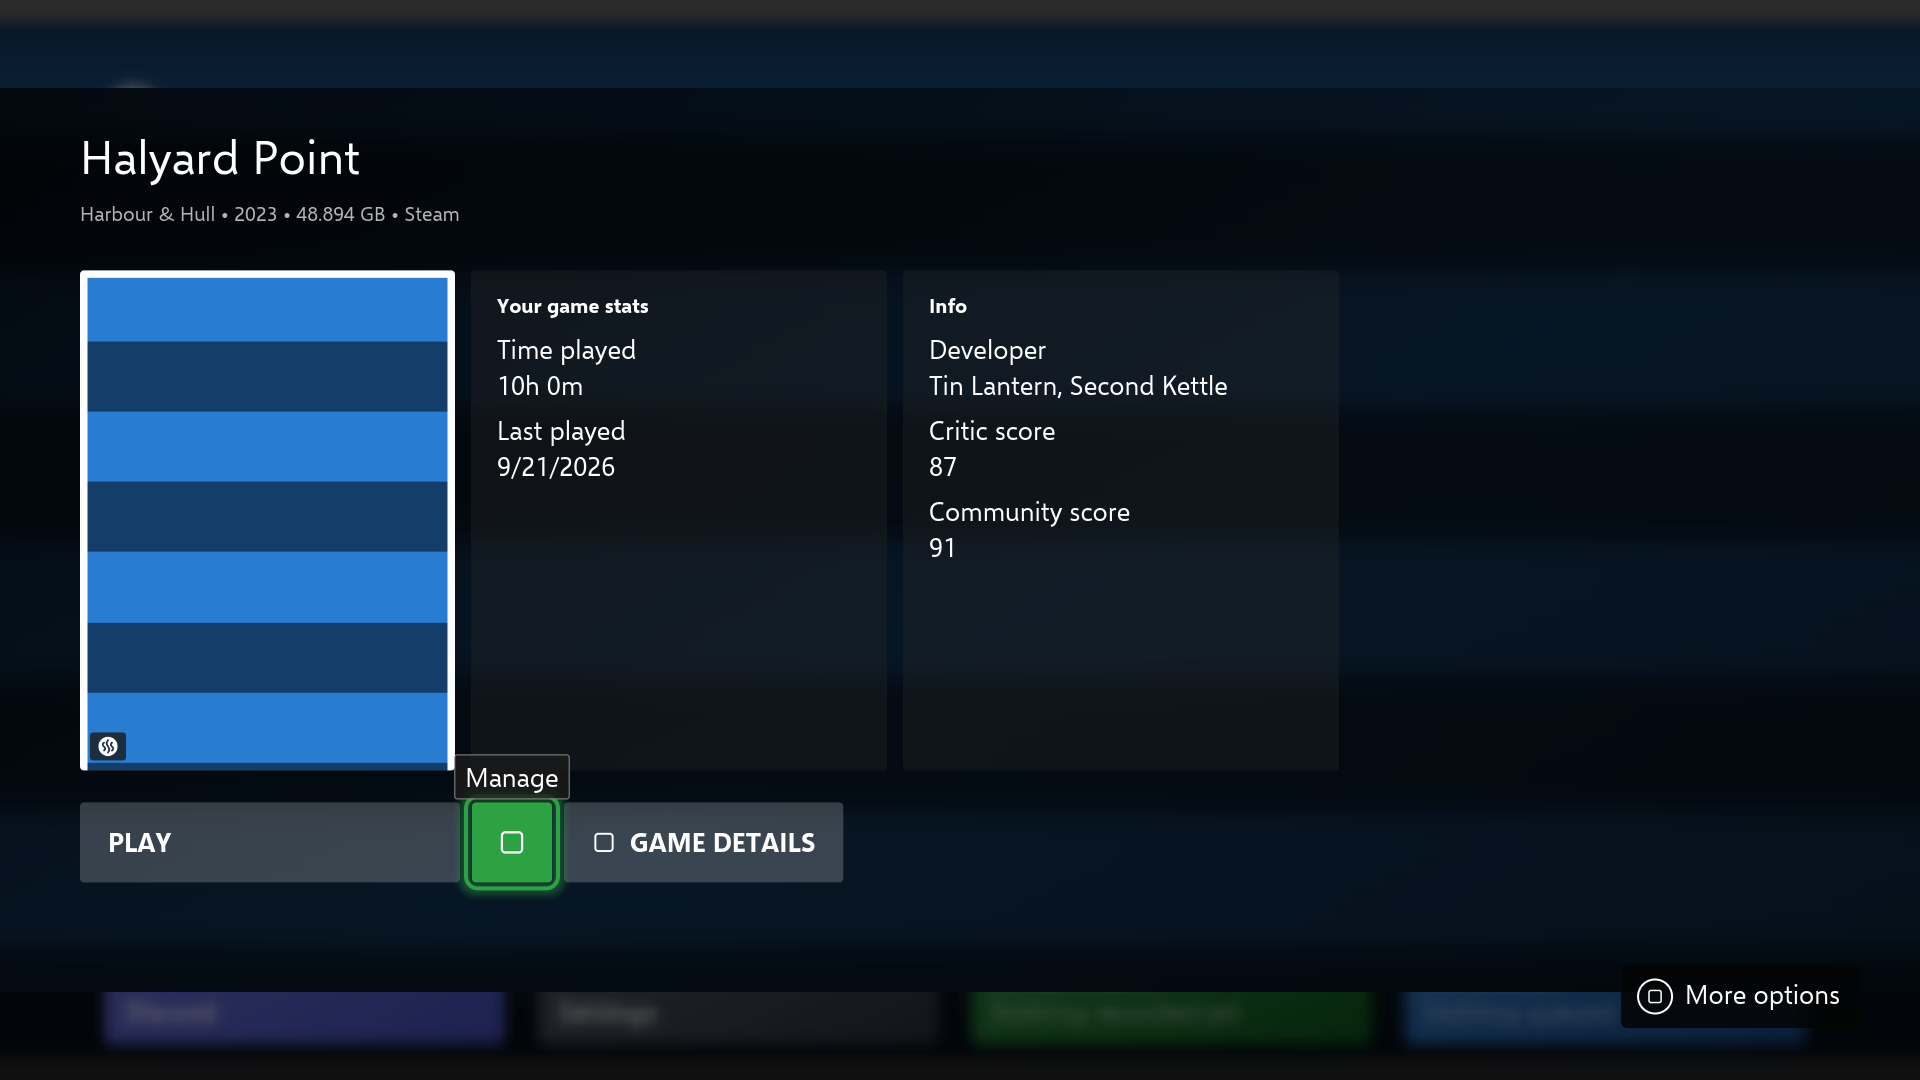 Halyard Point
Harbour & Hull • 2023 • 48.894 GB • Steam
Your game stats
Time played
10h 0m
Last played
9/21/2026
Info
Developer
Tin Lantern, Second Kettle
Critic score
87
Community score
91
Manage
PLAY
GAME DETAILS
Discord
Settings
More options